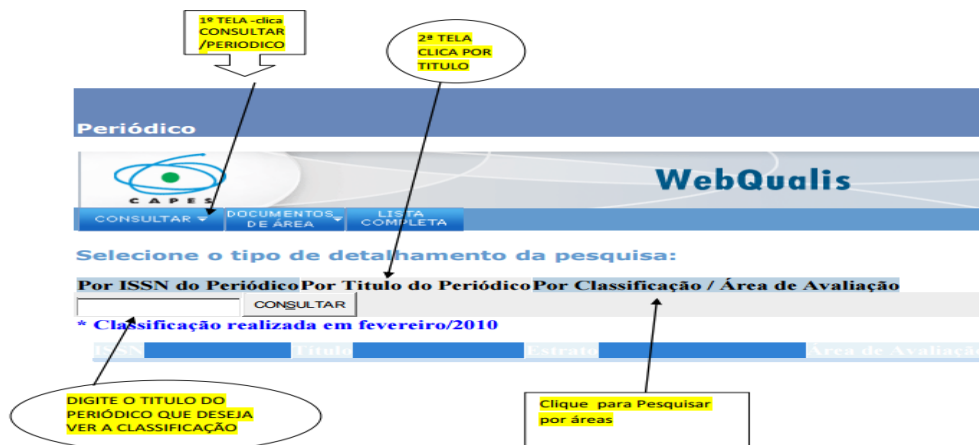 1º TELA -clica
CONSULTAR
/PERIODICO
2ª TELA
CLICA POR
TITULO
Periódico
CAPES
WebQualis
CONSULTAR
DOCUMENTOS
DE ÁREA
LISTA
COMPLETA
Selecione o tipo de detalhamento da pesquisa:
Por ISSN do Periódico Por Titulo do Periódico Por Classificação / Área de Avaliação
CONSULTAR
* Classificação realizada em fevereiro/2010
ISSN Título Estrato Área de Avaliação
DIGITE O TITULO DO
PERIÓDICO QUE DESEJA
VER A CLASSIFICAÇÃO
Clique para Pesquisar
por áreas